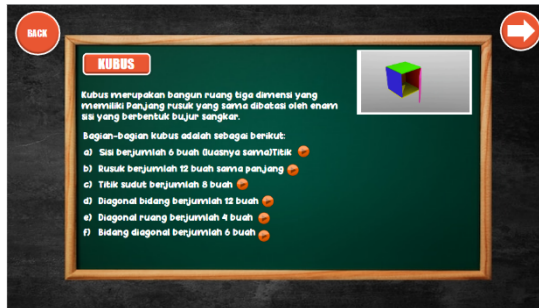 BACK
KUBUS
Kubus merupakan bangun ruang tiga dimensi yang
memiliki Panjang rusuk yang sama dibatasi oleh enam
sisi yang berbentuk bujur sangkar.
Bagian-bagian kubus adalah sebagai berikut:
a) Sisi berjumlah 6 buah (luasnya sama)Titik
b) Rusuk berjumlah 12 buah sama panjang
c) Titik sudut berjumlah 8 buah
d) Diagonal bidang berjumlah 12 buah
e) Diagonal ruang berjumlah 4 buah
f) Bidang diagonal berjumlah 6 buah